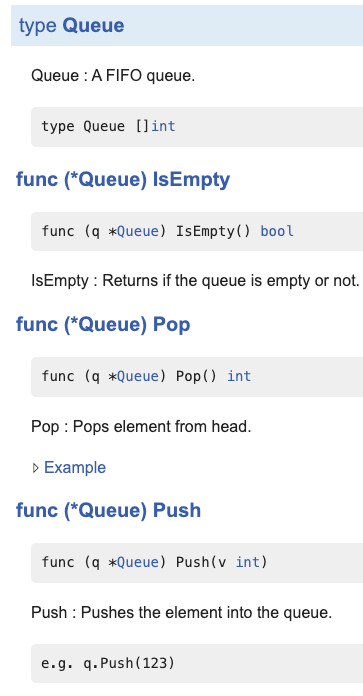 type Queue
Queue : A FIFO queue.
type Queue []int
func (*Queue) IsEmpty
func (q *Queue) IsEmpty() bool
IsEmpty : Returns if the queue is empty or not.
func (*Queue) Pop
func (q *Queue) Pop() int
Pop : Pops element from head.
▹ Example
func (*Queue) Push
func (q *Queue) Push(v int)
Push : Pushes the element into the queue.
e.g. q.Push(123)